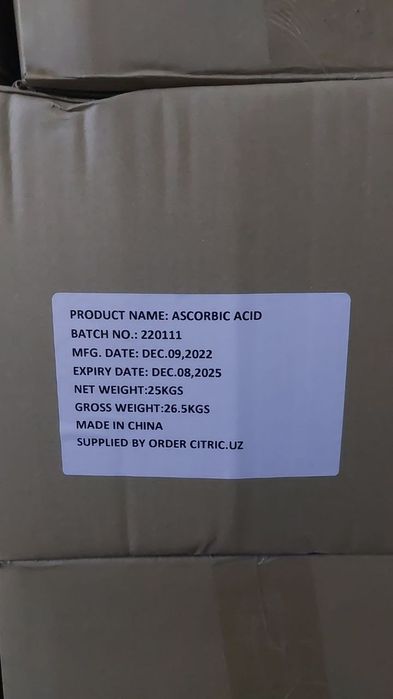 PRODUCT NAME: ASCORBIC ACID
BATCH NO.: 220111
MFG. DATE: DEC.09,2022
EXPIRY DATE: DEC.08,2025
NET WEIGHT:25KGS
GROSS WEIGHT:26.5KGS
MADE IN CHINA
SUPPLIED BY ORDER CITRIC.UZ